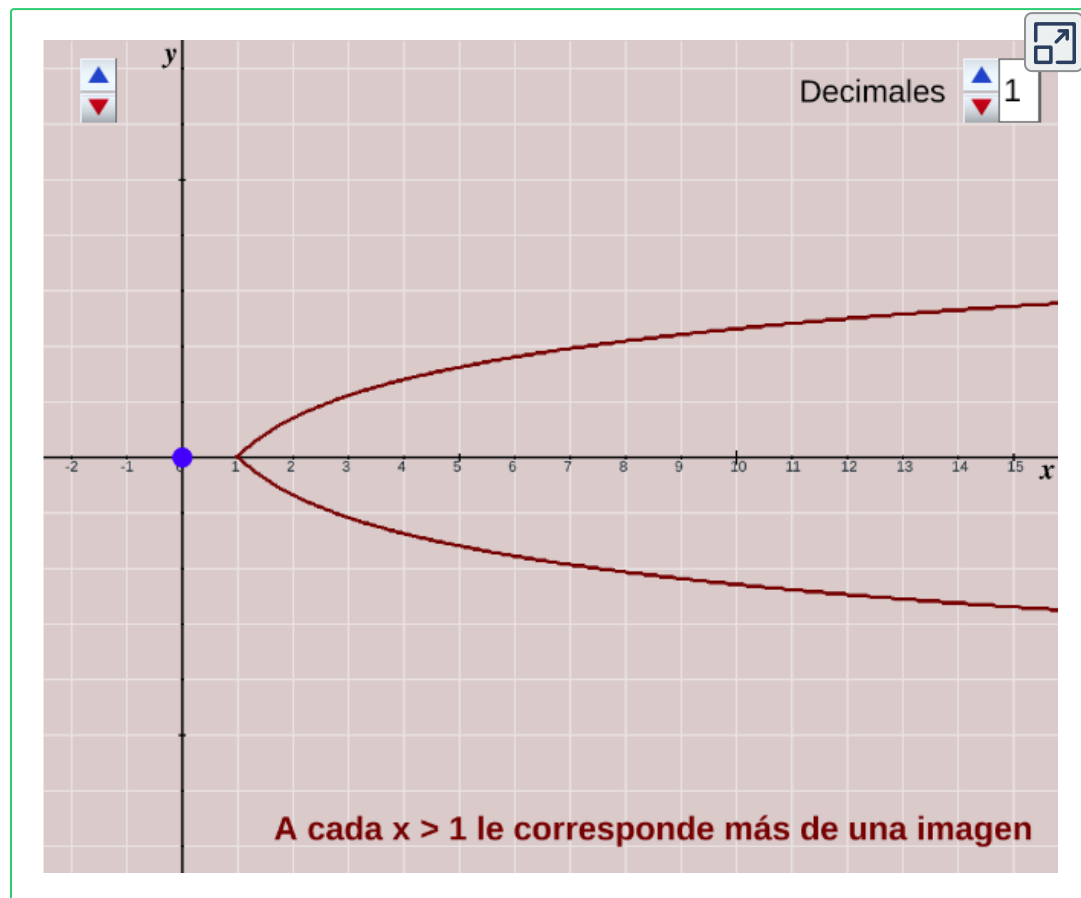 y
Decimales 1
-2 -1 0 1 2 3 4 5 6 7 8 9 10 11 12 13 14 15 x
A cada x > 1 le corresponde más de una imagen